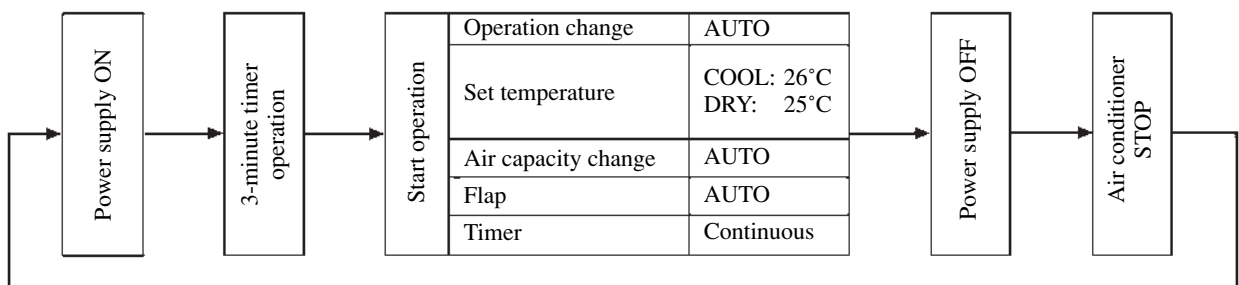 Power supply ON
3-minute timer
operation
Start operation
Operation change AUTO
Set temperature COOL: 26˚C
DRY: 25˚C
Air capacity change AUTO
Flap AUTO
Timer Continuous
Power supply OFF
Air conditioner
STOP